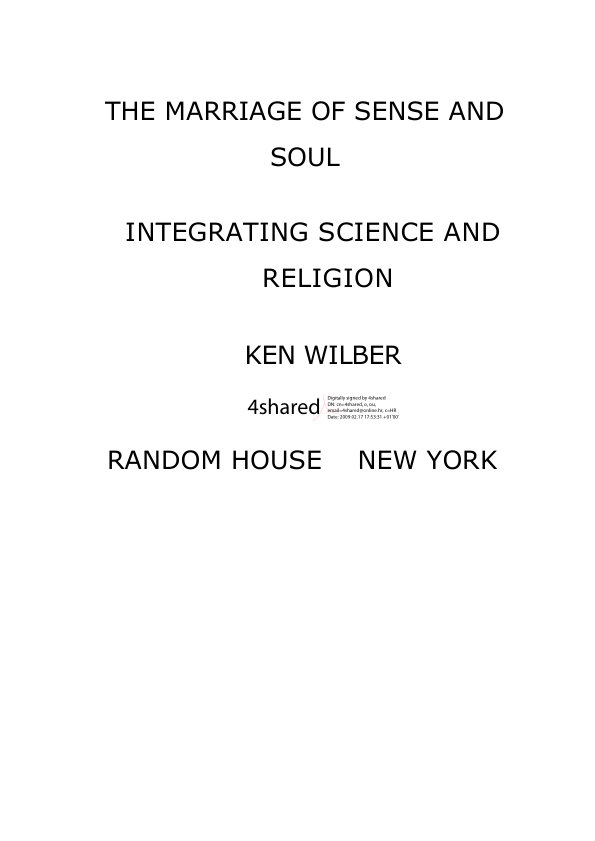 THE MARRIAGE OF SENSE AND
SOUL
INTEGRATING SCIENCE AND
RELIGION
KEN WILBER
4shared
Digitally signed by 4shared
DN: cn=4shared, o, ou,
email=4shared@online.hr, c=HR
Date: 2009.02.17 17:53:31 +01'00'
RANDOM HOUSE NEW YORK